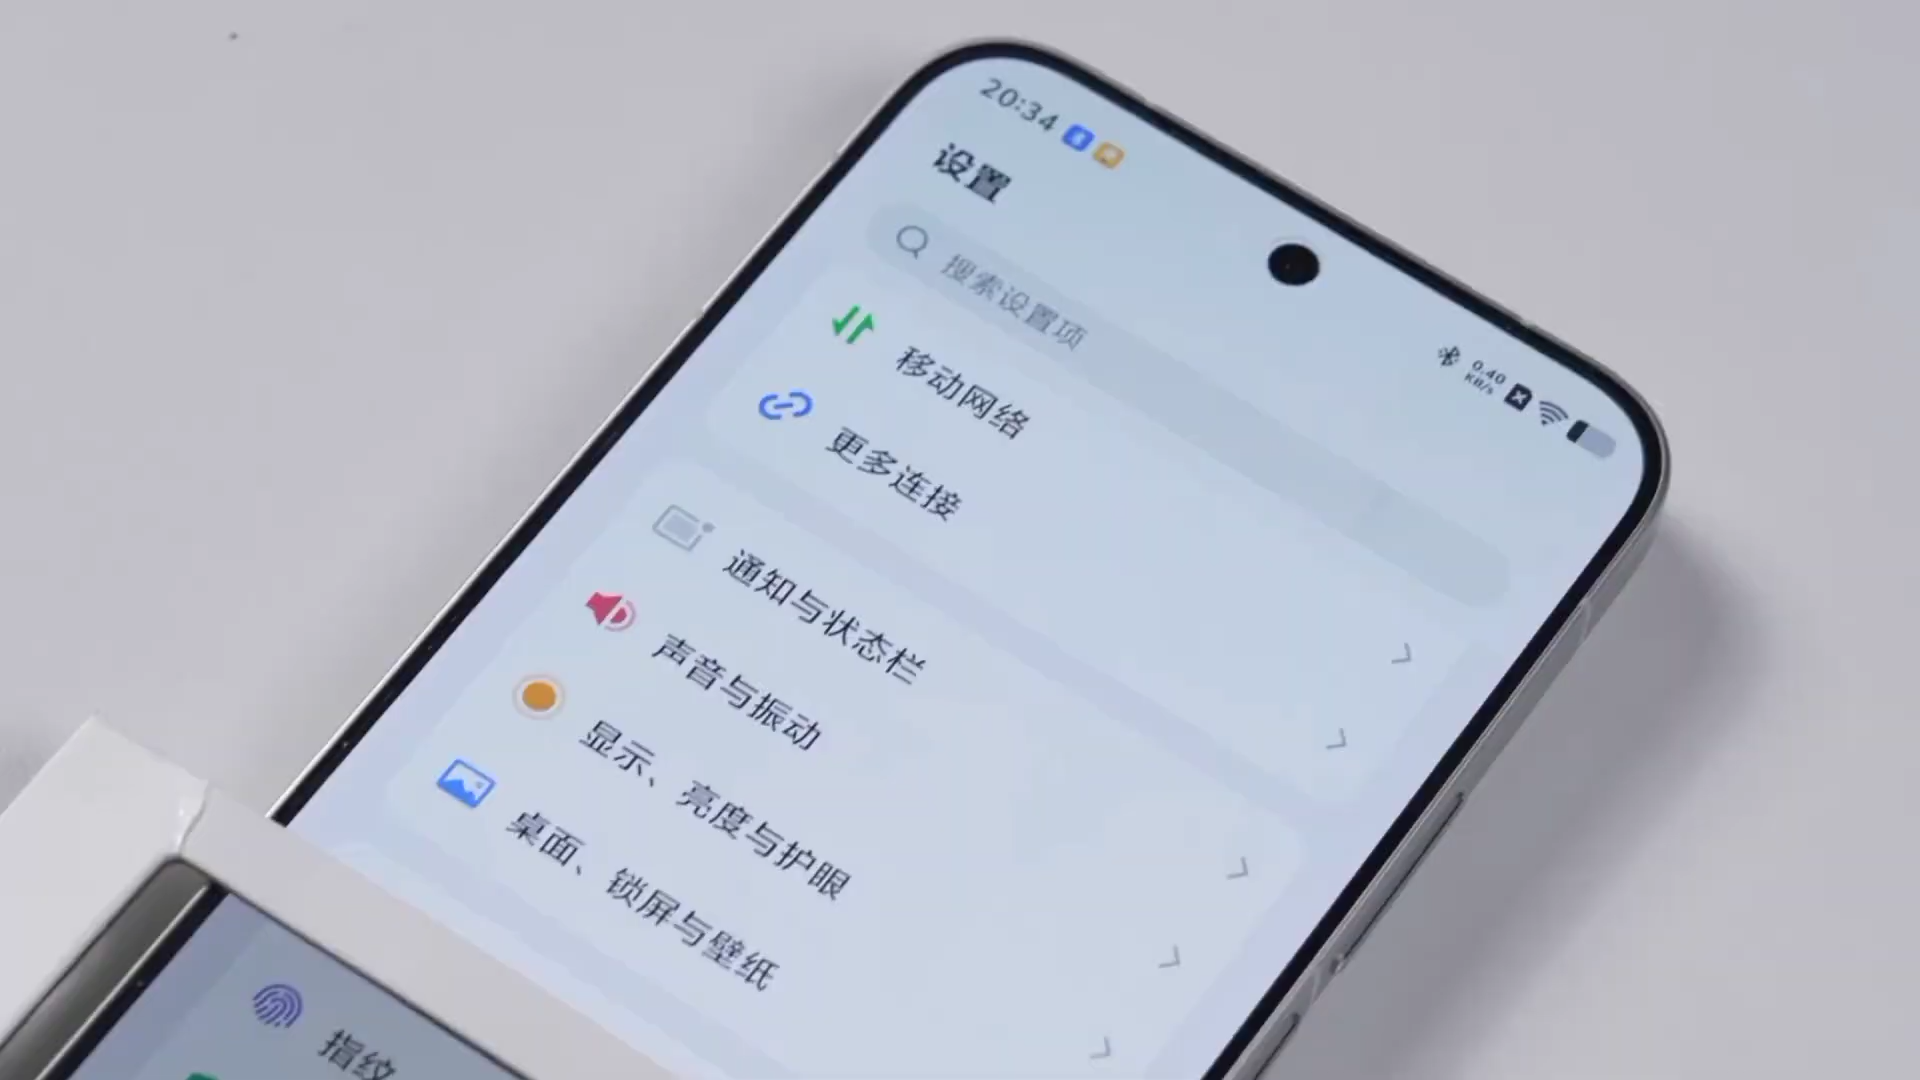 20:34
0.40
KB/s
设置
搜索设置项
移动网络
更多连接
通知与状态栏
声音与振动
显示、亮度与护眼
桌面、锁屏与壁纸
指纹